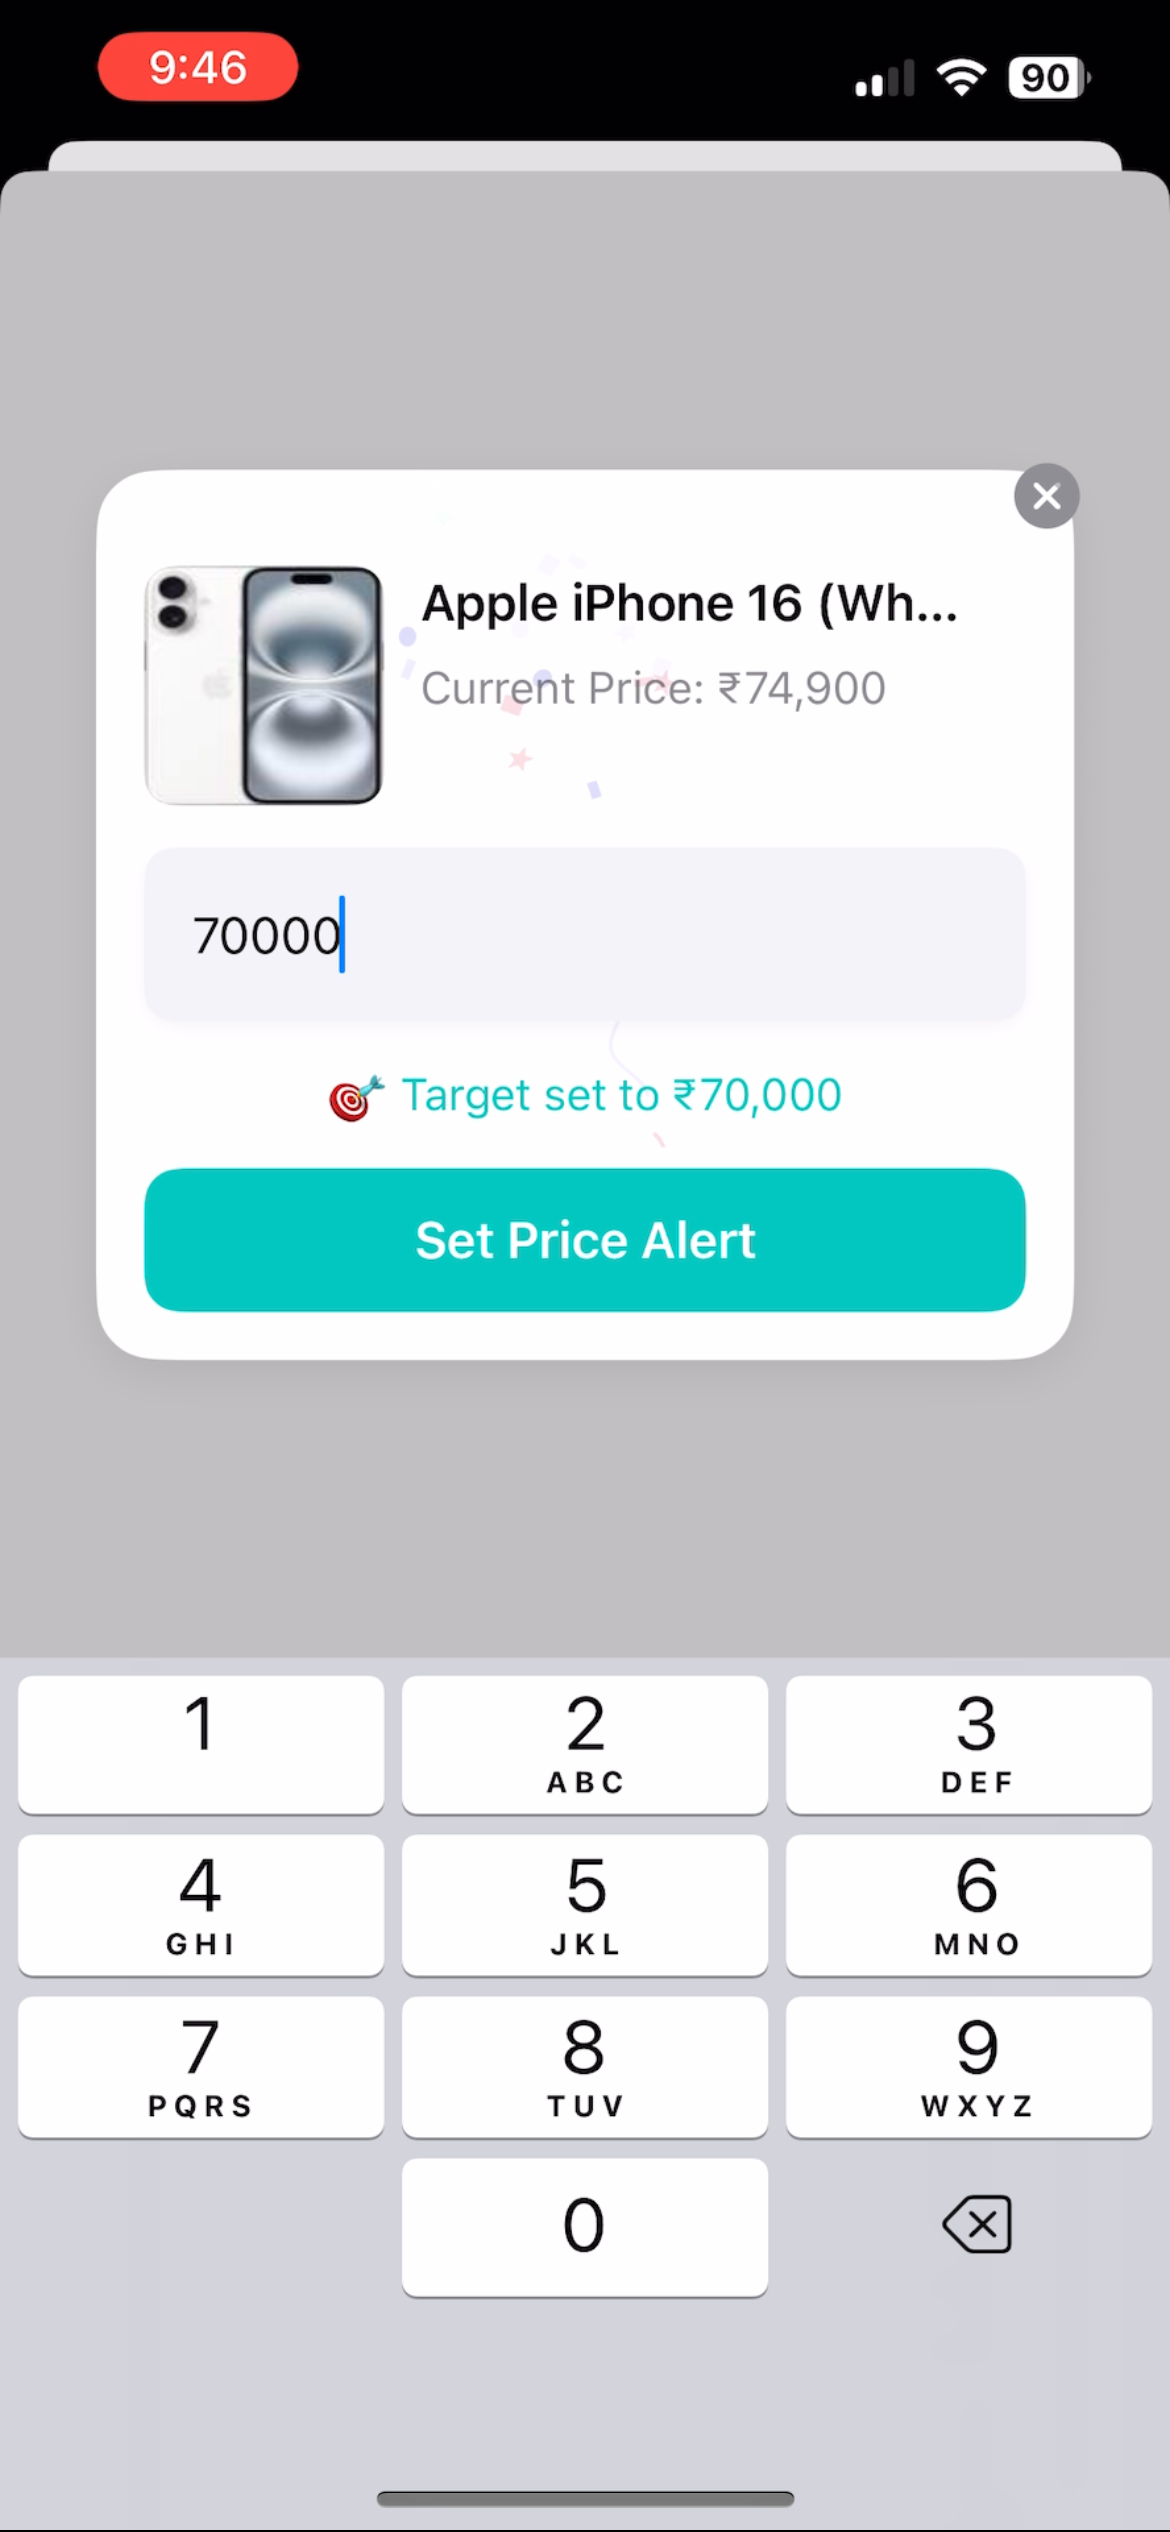 9:46
90
Apple iPhone 16 (Wh...
Current Price: ₹74,900
70000
🎯 Target set to ₹70,000
Set Price Alert
1
2
ABC
3
DEF
4
GHI
5
JKL
6
MNO
7
PQRS
8
TUV
9
WXYZ
0